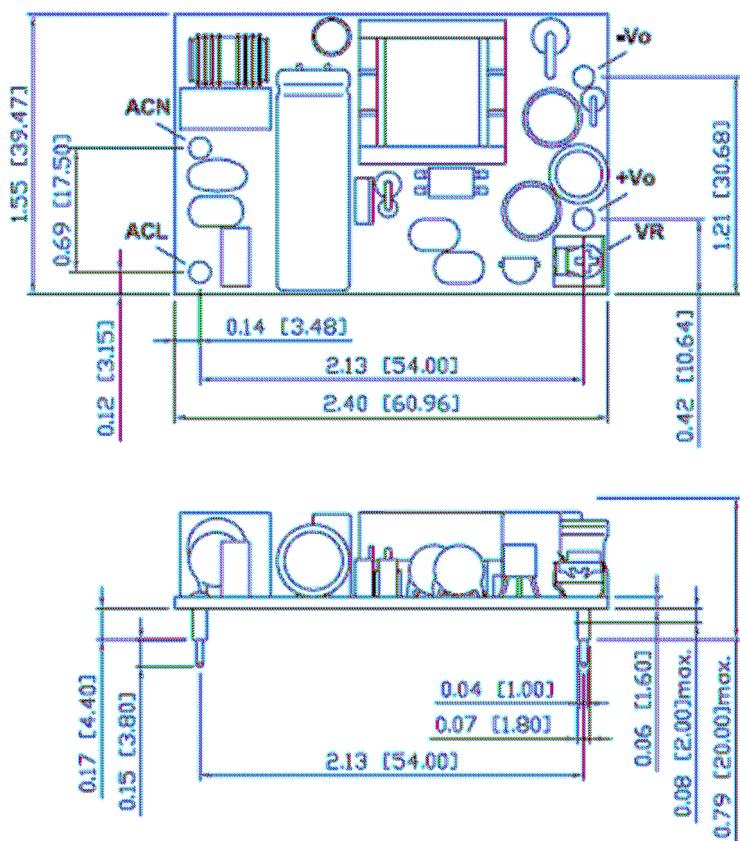 -Vo
ACN
1.55 [39.47]
0.69 [17.50]
+Vo
1.21 [30.68]
ACL
VR
0.14 [3.48]
0.12 [3.15]
2.13 [54.00]
0.42 [10.64]
2.40 [60.96]
0.04 [1.00]
0.07 [1.80]
0.17 [4.40]
0.15 [3.80]
2.13 [54.00]
0.06 [1.60]
0.08 [2.00]max.
0.79 [20.00]max.